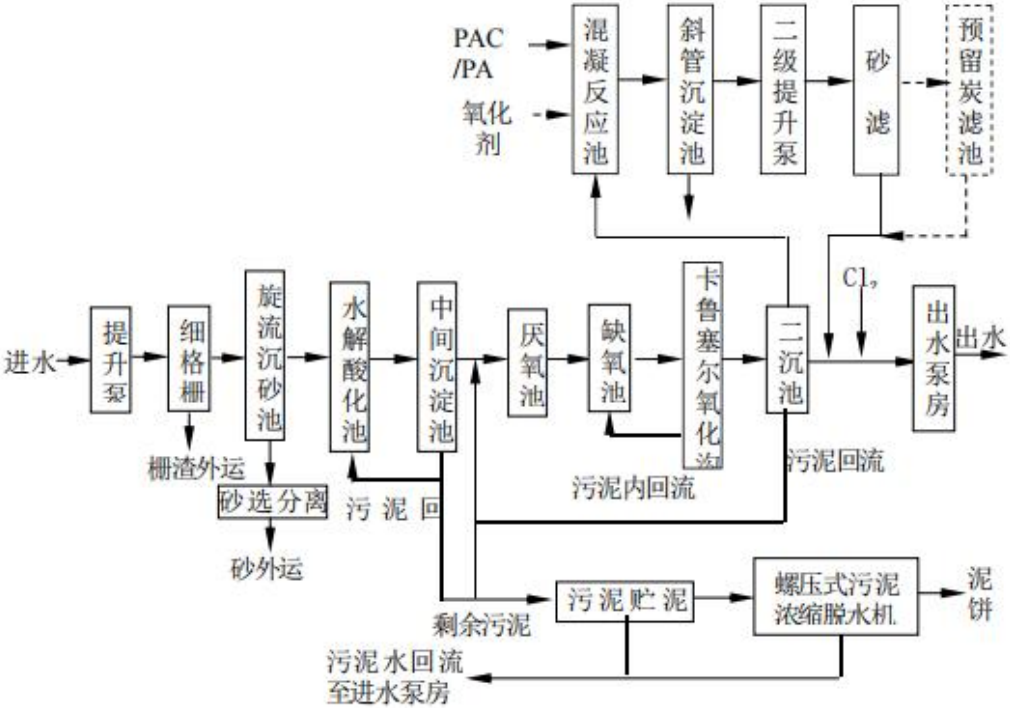 PAC
/PA
氧化
剂
混凝反应池
斜管沉淀池
二级提升泵
砂滤
预留炭滤池
进水
提升泵
细格栅
旋流沉砂池
水解酸化池
中间沉淀池
厌氧池
缺氧池
卡鲁塞尔氧化沟
二沉池
Cl,
出水泵房
出水
栅渣外运
砂选分离
砂外运
污泥回
污泥内回流
污泥回流
剩余污泥
污泥贮泥
螺压式污泥
浓缩脱水机
泥
饼
污泥水回流
至进水泵房